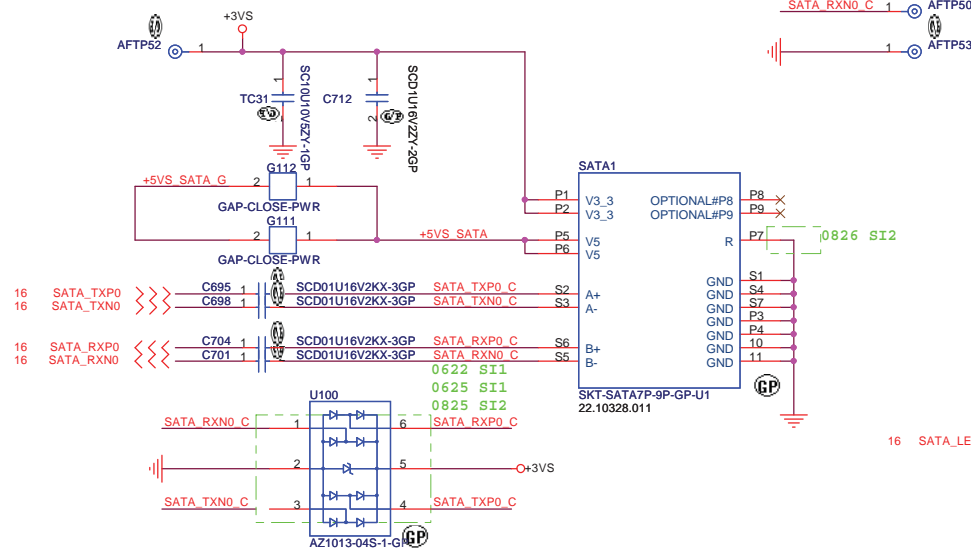 SATA_RXN0_C 1 AFTP50
+3VS
AFTP52 1
1 AFTP53
1 1
TC31 C712
SC10U10V5ZY-1GP
SCD1U16V2ZY-2GP
2
G112
+5VS_SATA_G 2 1
GAP-CLOSE-PWR
G111
2 1 +5VS_SATA
GAP-CLOSE-PWR
SATA1
P1 V3_3 OPTIONAL#P8 P8
P2 V3_3 OPTIONAL#P9 P9
P5 V5 R P7 0826 SI2
P6 V5
GND S1
16 SATA_TXP0 C695 1 SCD01U16V2KX-3GP SATA_TXP0_C S2 A+ GND S4
16 SATA_TXN0 C698 1 SCD01U16V2KX-3GP SATA_TXN0_C S3 A- GND S7
GND P3
GND P4
16 SATA_RXP0 C704 1 SCD01U16V2KX-3GP SATA_RXP0_C S6 B+ GND 10
16 SATA_RXN0 C701 1 SCD01U16V2KX-3GP SATA_RXN0_C S5 B- GND 11
0622 SI1
0625 SI1
0825 SI2
GP
SKT-SATA7P-9P-GP-U1
22.10328.011
U100
SATA_RXN0_C 1 6 SATA_RXP0_C
16 SATA_LE
2 5 +3VS
SATA_TXN0_C 3 4 SATA_TXP0_C
AZ1013-04S-1-GP
GP